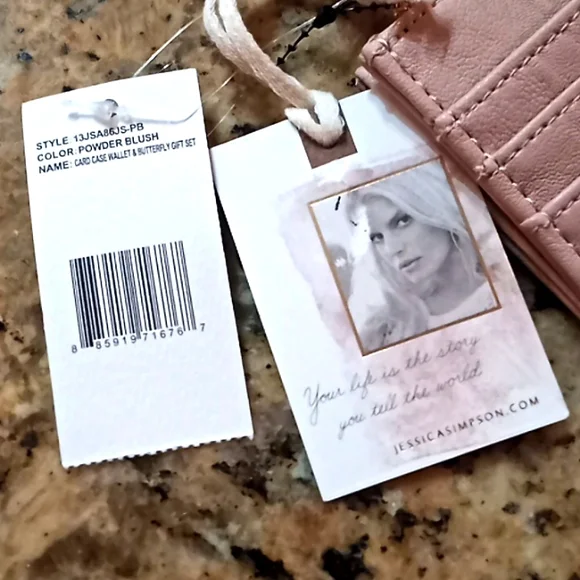 STYLE 13JSA86JS-PB
COLOR: POWDER BLUSH
NAME: CARD CASE WALLET & BUTTERFLY GIFT SET
8 85919 71676 7
Your life is the story
you tell the world
JESSICASIMPSON.COM